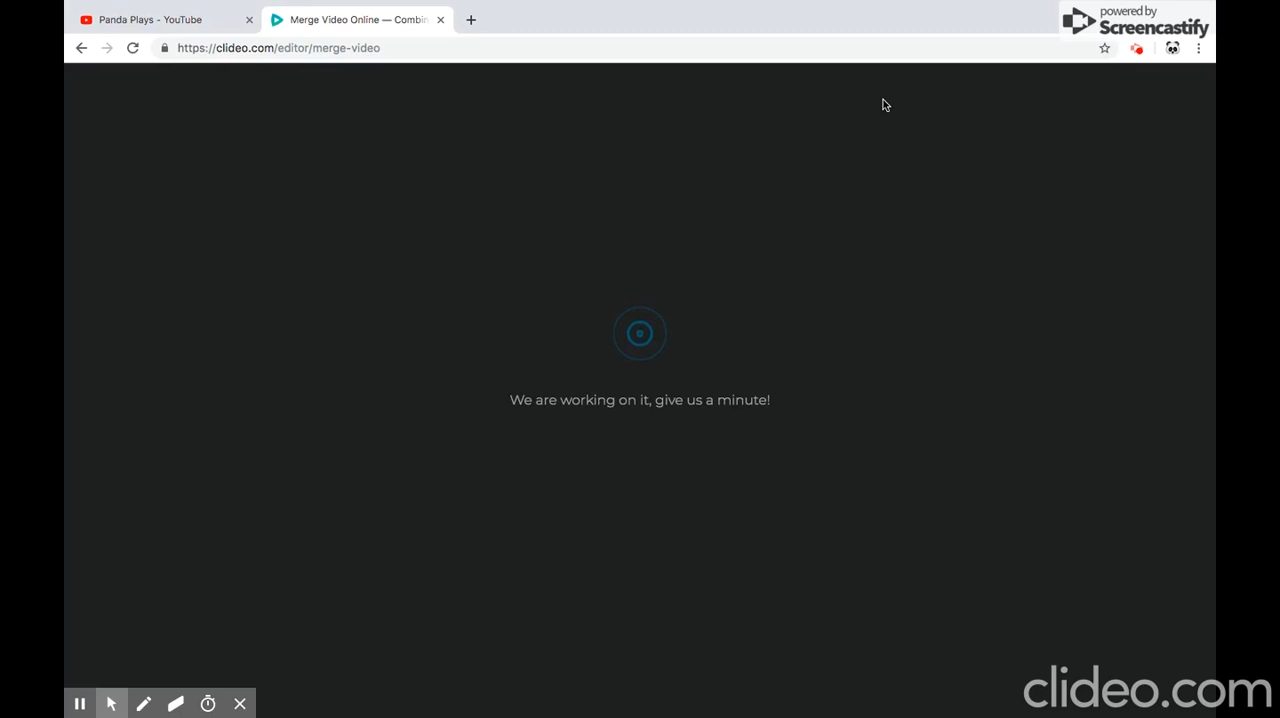 Panda Plays - YouTube
Merge Video Online — Combin
powered by
Screencastify
https://clideo.com/editor/merge-video
We are working on it, give us a minute!
clideo.com